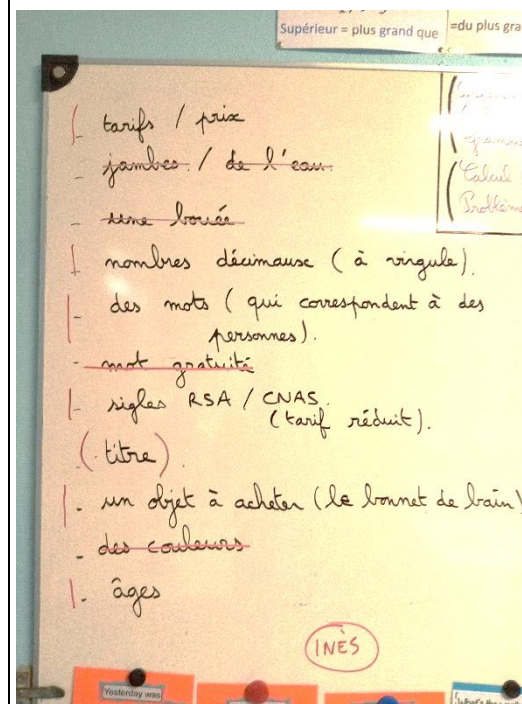 Supérieur = plus grand que
=du plus gra
tarifs / prix
- jambes / de l'eau
- une bouée
nombres décimaux (à virgule).
- des mots (qui correspondent à des
personnes).
- mot gratuité
- sigles RSA / CNAS.
(tarif réduit).
- (titre).
- un objet à acheter (le bonnet de bain)
- des couleurs
- âges
Calcul
Problème
INÈS
Yesterday was